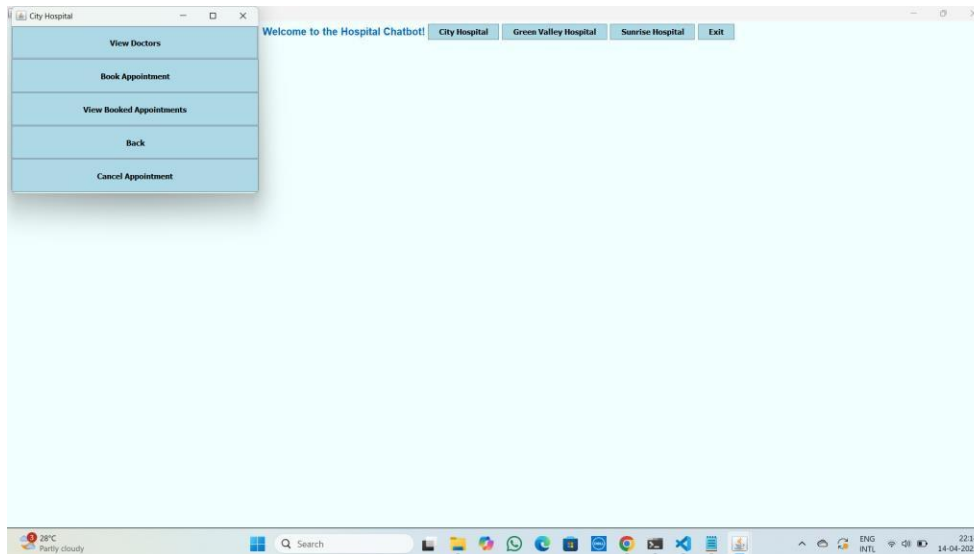 City Hospital
View Doctors
Book Appointment
View Booked Appointments
Back
Cancel Appointment
Welcome to the Hospital Chatbot! City Hospital Green Valley Hospital Sunrise Hospital Exit
3
28°C
Partly cloudy
Search
ENG
INTL
14-04-202